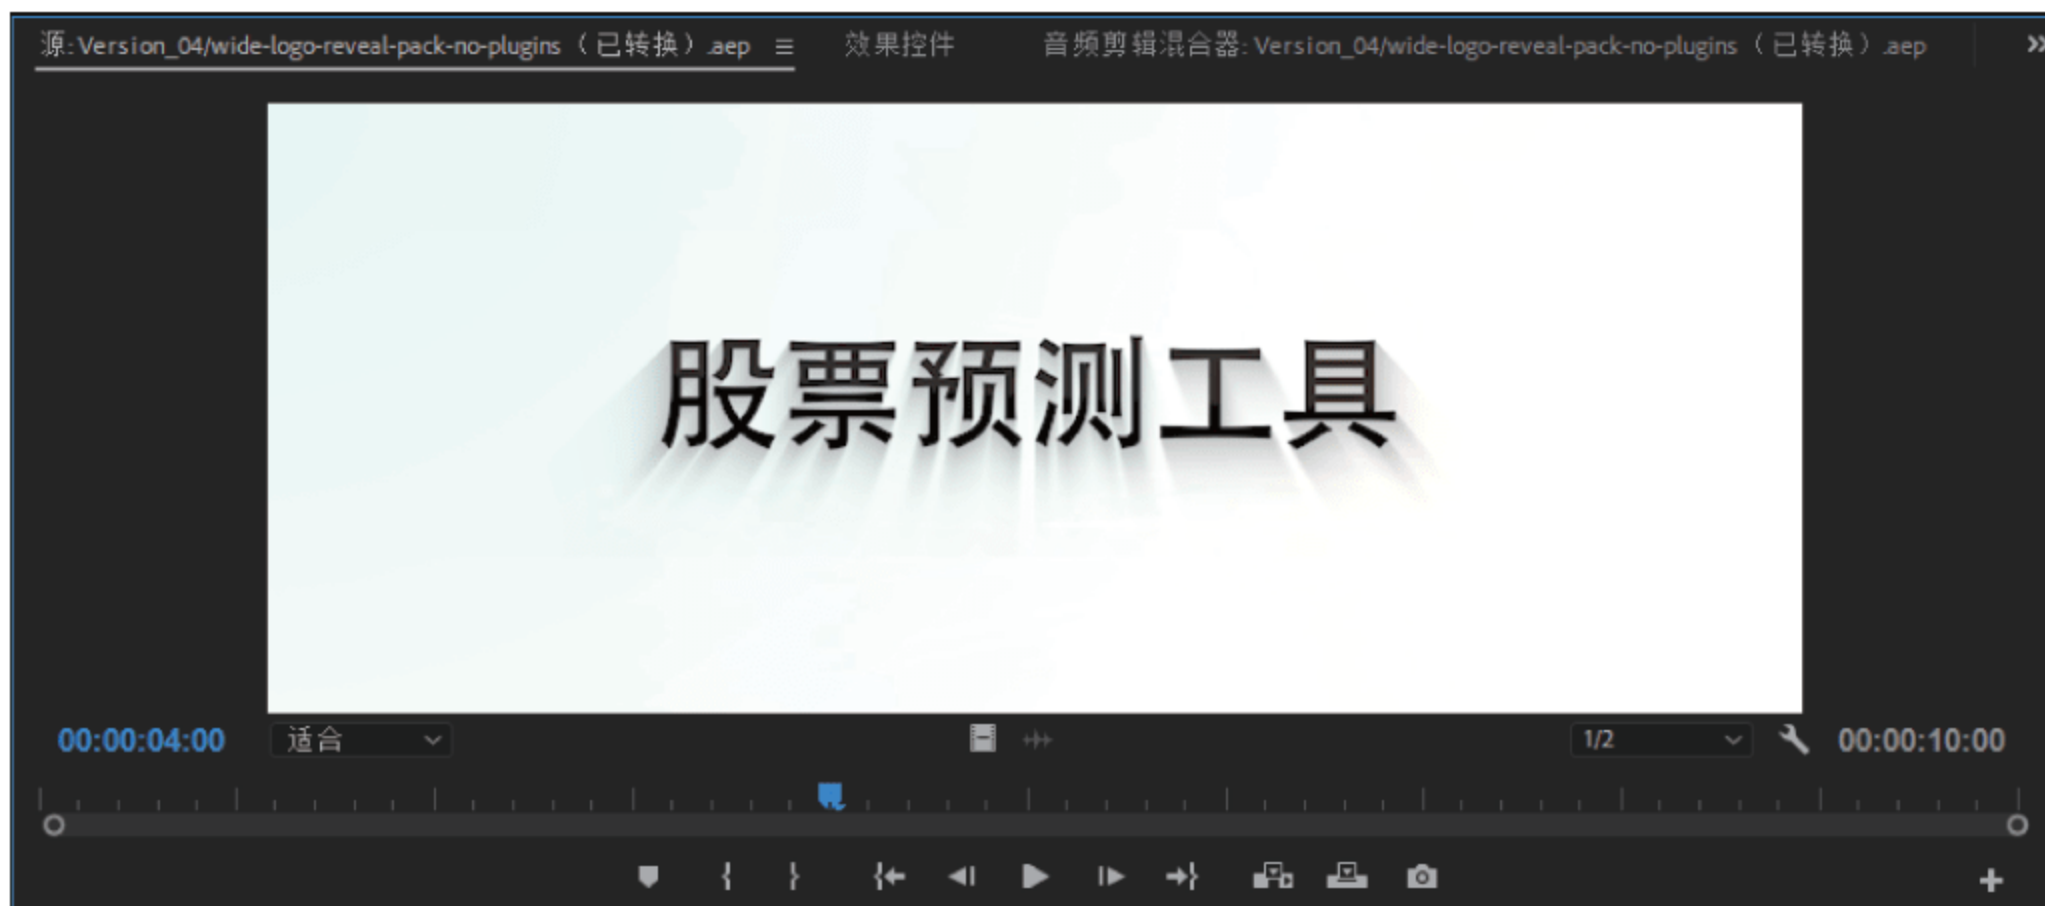 源: Version_04/wide-logo-reveal-pack-no-plugins（已转换）.aep 效果控件 音频剪辑混合器: Version_04/wide-logo-reveal-pack-no-plugins（已转换）.aep
股票预测工具
00:00:04:00 适合 1/2 00:00:10:00